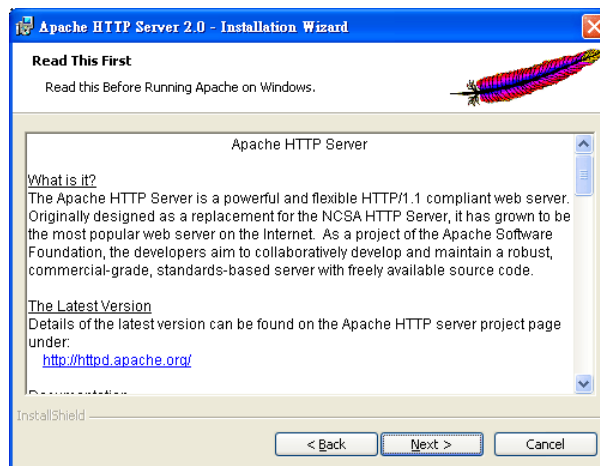 Apache HTTP Server 2.0 - Installation Wizard
Read This First
Read this Before Running Apache on Windows.
Apache HTTP Server
What is it?
The Apache HTTP Server is a powerful and flexible HTTP/1.1 compliant web server.
Originally designed as a replacement for the NCSA HTTP Server, it has grown to be
the most popular web server on the Internet.  As a project of the Apache Software
Foundation, the developers aim to collaboratively develop and maintain a robust,
commercial-grade, standards-based server with freely available source code.
The Latest Version
Details of the latest version can be found on the Apache HTTP server project page
under:
http://httpd.apache.org/
Documentation
InstallShield
< Back
Next >
Cancel